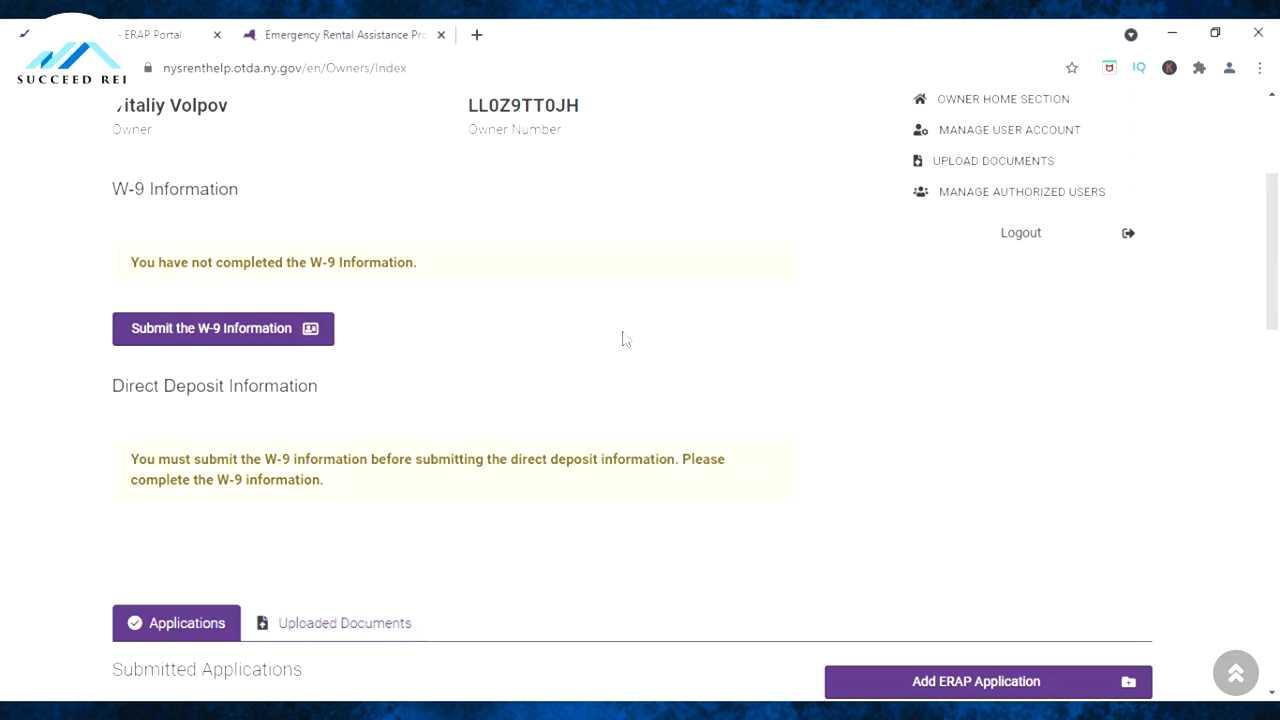 ERAP Portal
Emergency Rental Assistance Pro
SUCCEED REI
nysrenthelp.otda.ny.gov/en/Owners/Index
IQ
K
Vitaliy Volpov
Owner
LL0Z9TT0JH
Owner Number
OWNER HOME SECTION
MANAGE USER ACCOUNT
UPLOAD DOCUMENTS
MANAGE AUTHORIZED USERS
Logout
W-9 Information
You have not completed the W-9 Information.
Submit the W-9 Information
Direct Deposit Information
You must submit the W-9 information before submitting the direct deposit information. Please
complete the W-9 information.
Applications
Uploaded Documents
Submitted Applications
Add ERAP Application